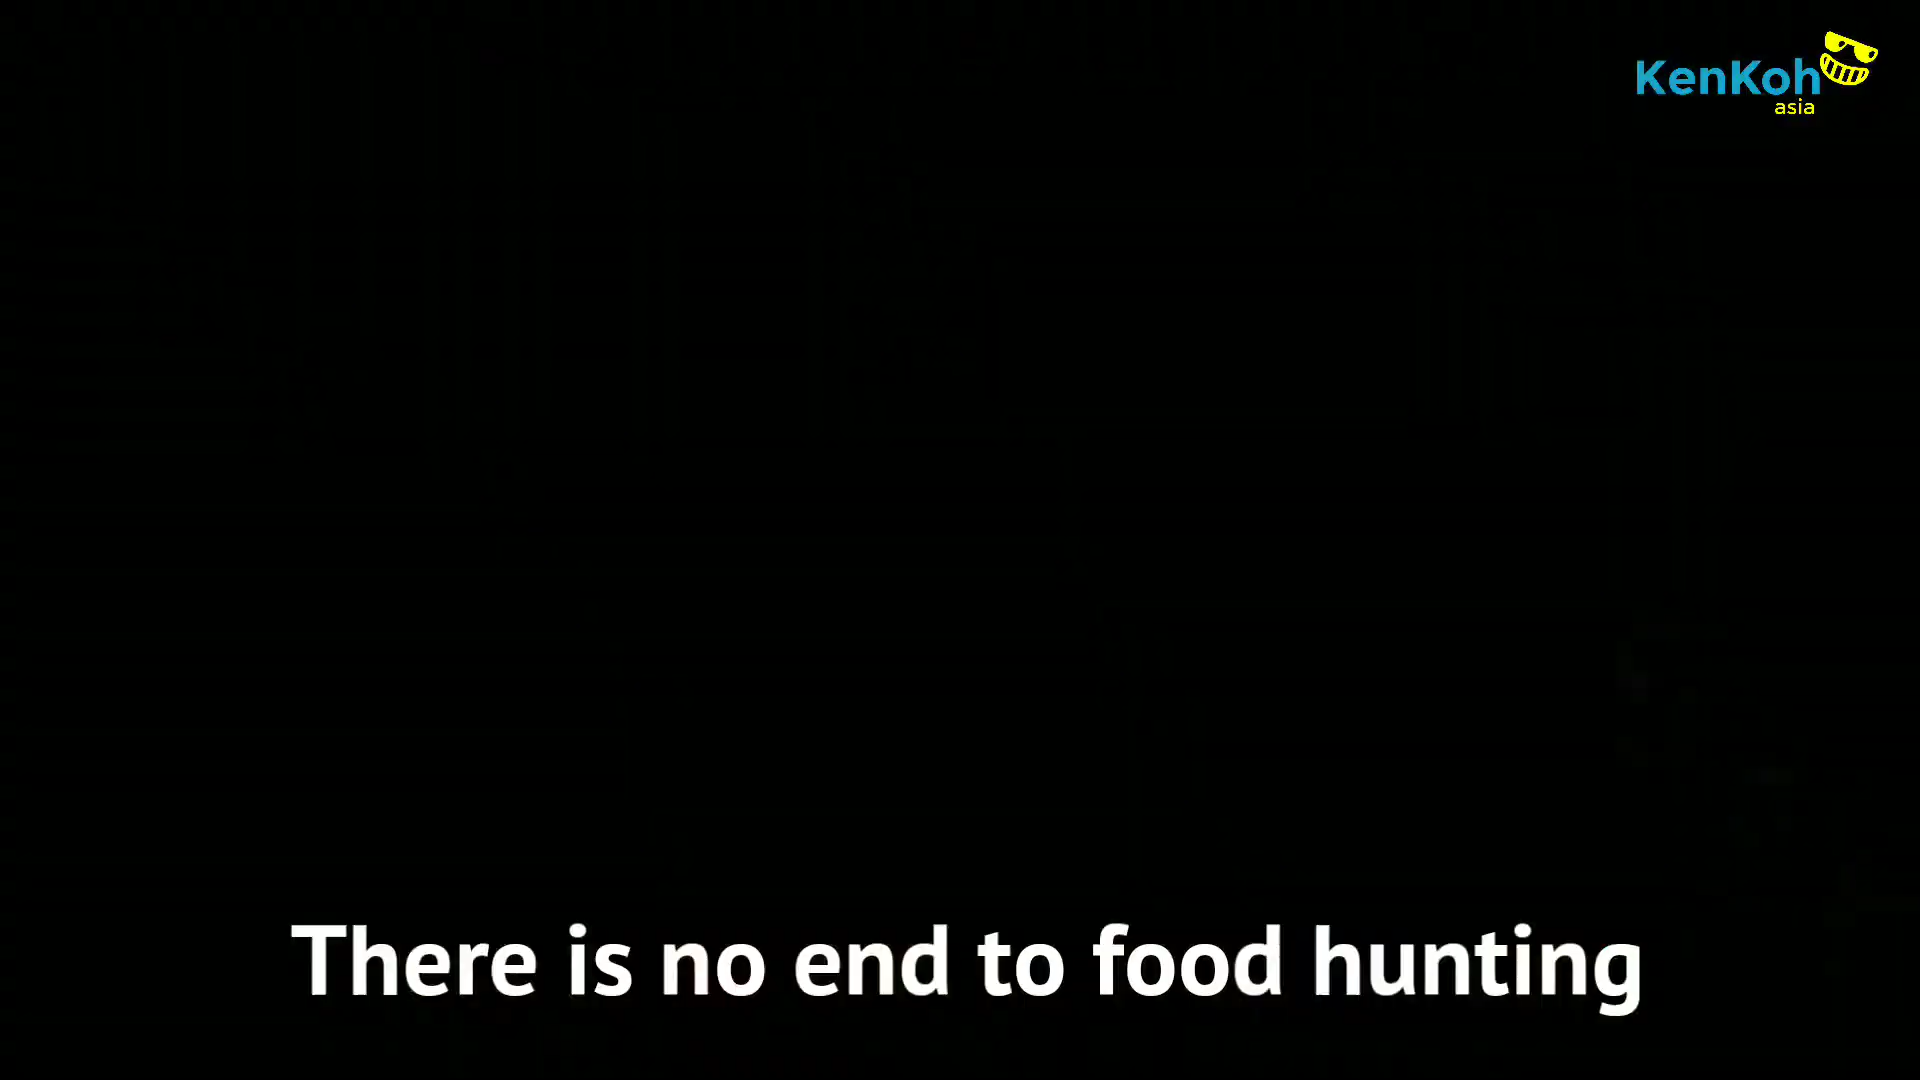 KenKoh
asia
There is no end to food hunting